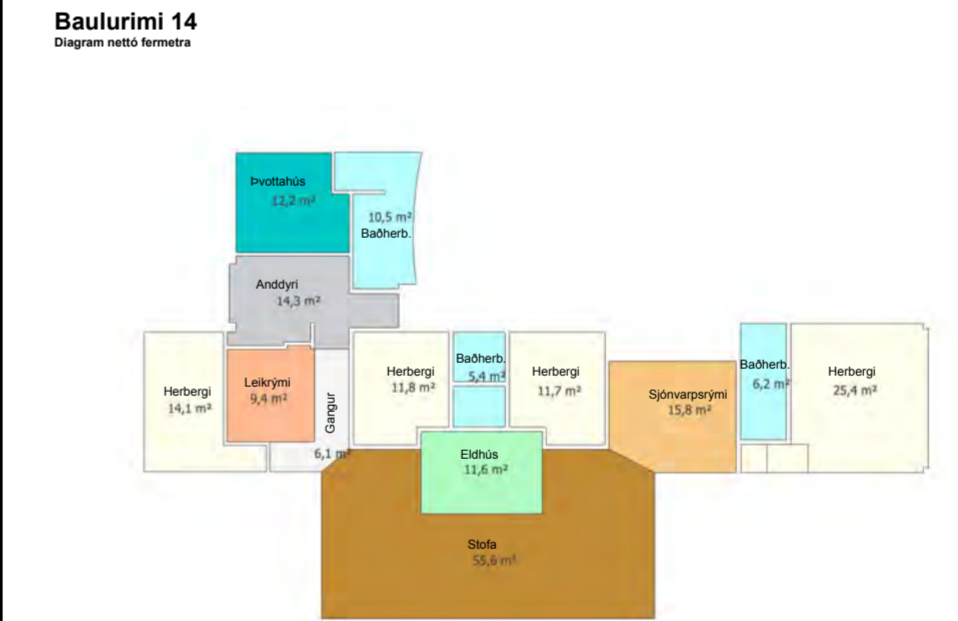 Baulurimi 14
Diagram nettó fermetra
Þvottahús
12,2 m²
10,5 m²
Baðherb.
Anddyri
14,3 m²
Herbergi
14,1 m²
Leikrými
9,4 m²
Gangur
6,1 m²
Herbergi
11,8 m²
Baðherb.
5,4 m²
Herbergi
11,7 m²
Sjónvarpsrými
15,8 m²
Baðherb.
6,2 m²
Herbergi
25,4 m²
Eldhús
11,6 m²
Stofa
55,6 m²